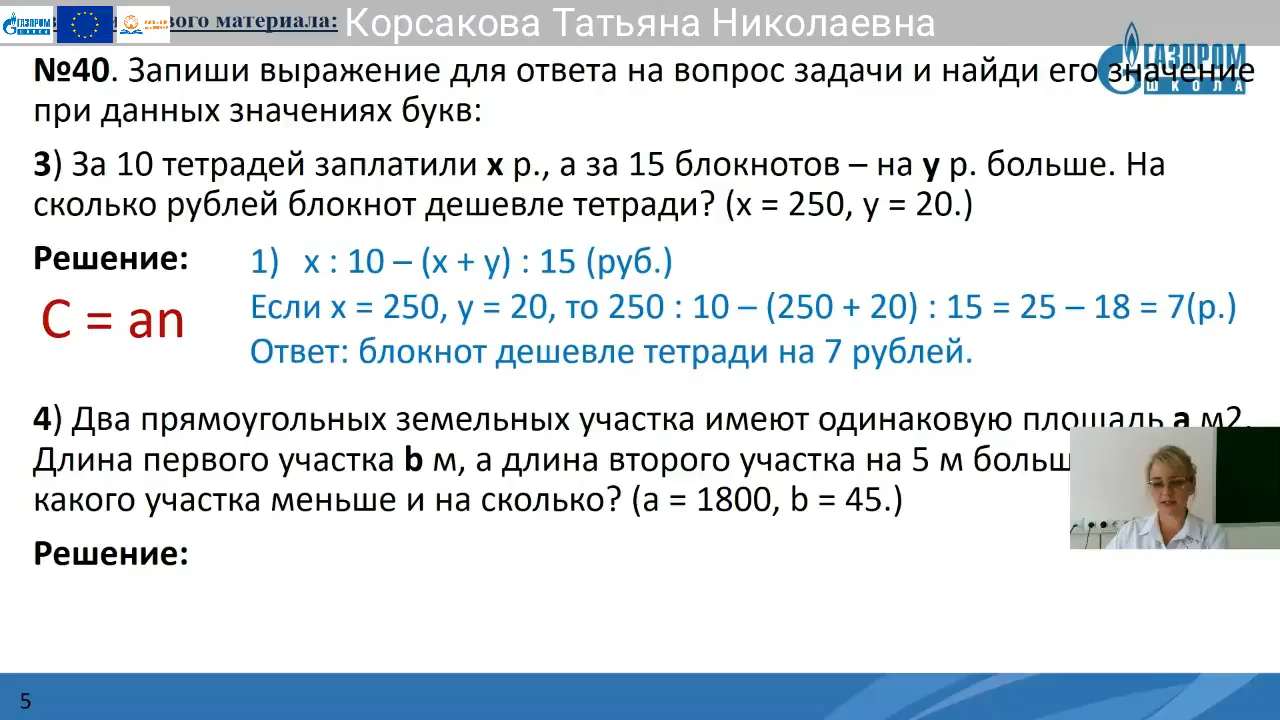 вого материала:
Корсакова Татьяна Николаевна
ГАЗПРОМ
ШКОЛА
ГАЗПРОМ
ШКОЛА
№40. Запиши выражение для ответа на вопрос задачи и найди его значение
при данных значениях букв:
3) За 10 тетрадей заплатили x р., а за 15 блокнотов – на y р. больше. На
сколько рублей блокнот дешевле тетради? (x = 250, y = 20.)
Решение:
1) x : 10 – (x + y) : 15 (руб.)
C = an
Если x = 250, y = 20, то 250 : 10 – (250 + 20) : 15 = 25 – 18 = 7(р.)
Ответ: блокнот дешевле тетради на 7 рублей.
4) Два прямоугольных земельных участка имеют одинаковую площадь a м2.
Длина первого участка b м, а длина второго участка на 5 м больш
какого участка меньше и на сколько? (a = 1800, b = 45.)
Решение:
5